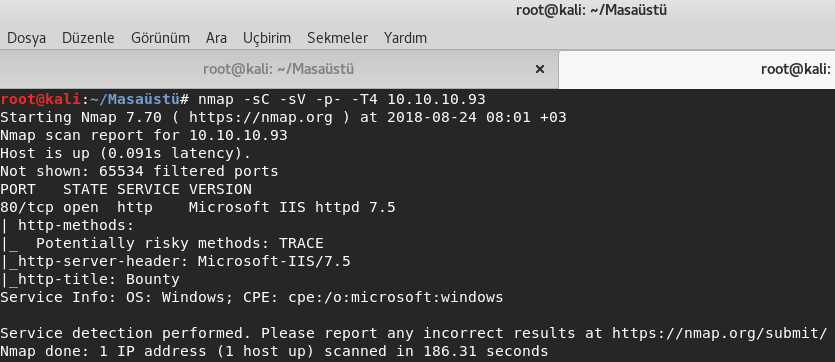 root@kali: ~/Masaüstü
Dosya Düzenle Görünüm Ara Uçbirim Sekmeler Yardım
root@kali: ~/Masaüstü × root@kali:
root@kali:~/Masaüstü# nmap -sC -sV -p- -T4 10.10.10.93
Starting Nmap 7.70 ( https://nmap.org ) at 2018-08-24 08:01 +03
Nmap scan report for 10.10.10.93
Host is up (0.091s latency).
Not shown: 65534 filtered ports
PORT   STATE SERVICE VERSION
80/tcp open  http    Microsoft IIS httpd 7.5
| http-methods:
|_  Potentially risky methods: TRACE
|_http-server-header: Microsoft-IIS/7.5
|_http-title: Bounty
Service Info: OS: Windows; CPE: cpe:/o:microsoft:windows
Service detection performed. Please report any incorrect results at https://nmap.org/submit/
Nmap done: 1 IP address (1 host up) scanned in 186.31 seconds